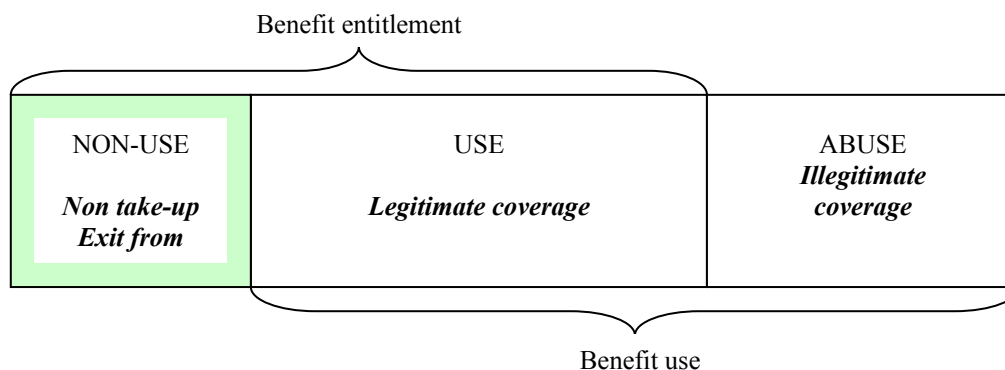 Benefit entitlement
NON-USE
Non take-up
Exit from
USE
Legitimate coverage
ABUSE
Illegitimate
coverage
Benefit use